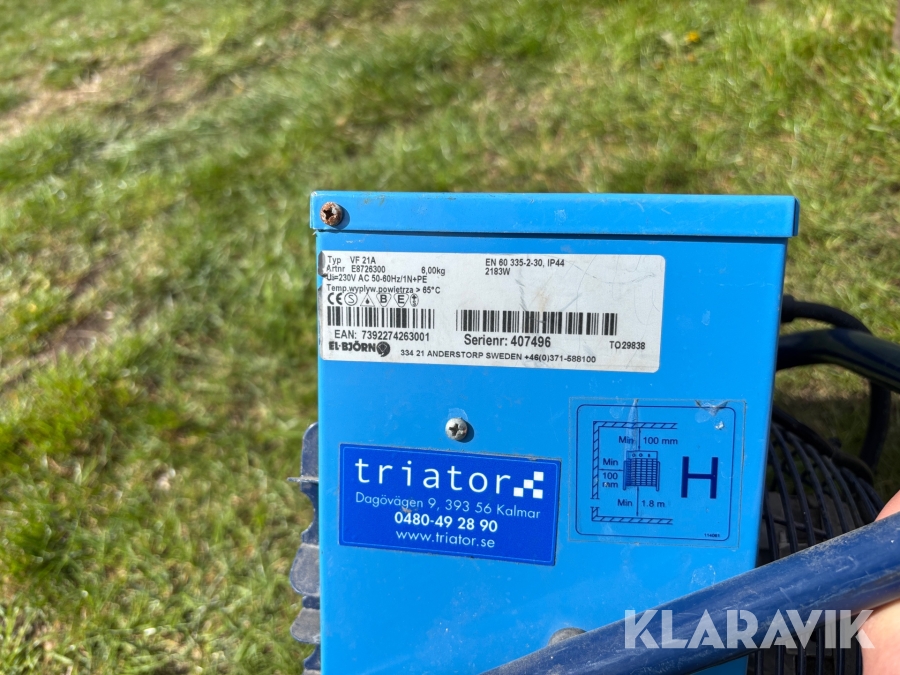 KLARAVIK
Typ VF 21A
Artnr E8726300 6,00kg
EN 60 335-2-30, IP44
2183W
Ui=230V AC 50-60Hz/1N+PE
Temp.wypływ.powietrza > 65°C
EAN: 7392274263001
Serienr: 407496
TO29838
EL-BJÖRN
334 21 ANDERSTORP SWEDEN +46(0)371-588100
triator
Dagövägen 9, 393 56 Kalmar
0480-49 28 90
www.triator.se
Min 100 mm
Min
100
mm
Min 1.8 m
H
KLARAVIK